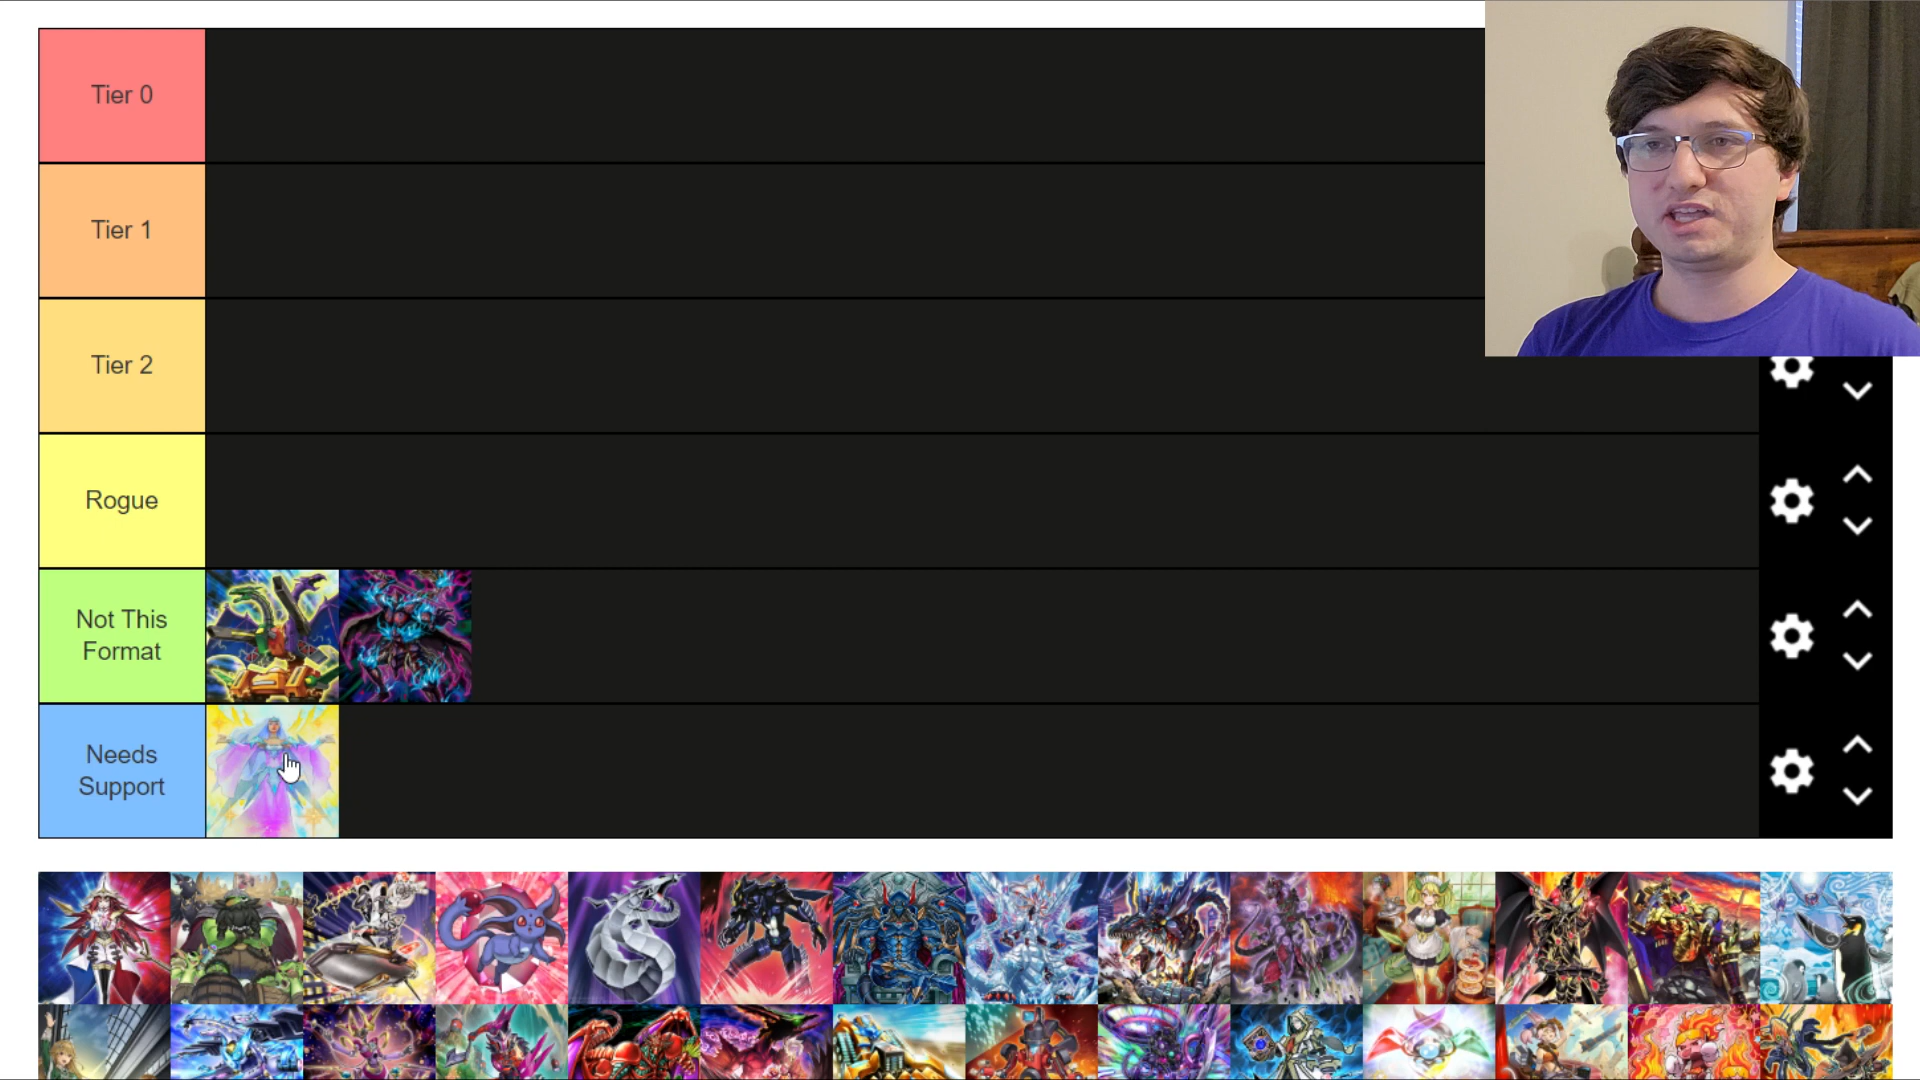 Tier 0
Tier 1
Tier 2
Rogue
Not This
Format
Needs
Support